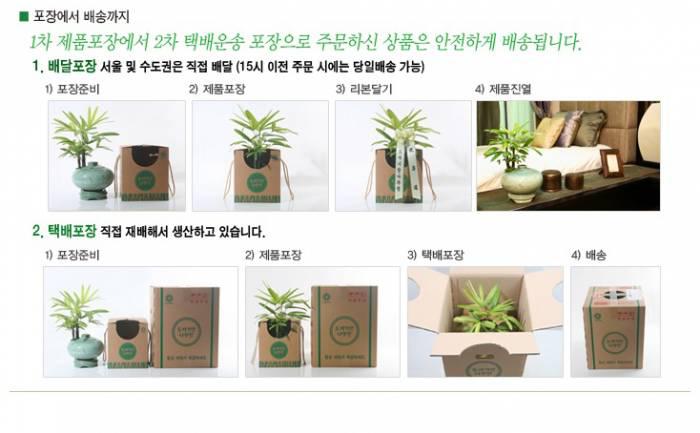 포장에서 배송까지
1차 제품포장에서 2차 택배운송 포장으로 주문하신 상품은 안전하게 배송됩니다.
1. 배달포장 서울 및 수도권은 직접 배달 (15시 이전 주문 시에는 당일배송 가능)
1) 포장준비 2) 제품포장 3) 리본달기 4) 제품진열
2. 택배포장 직접 재배해서 생산하고 있습니다.
1) 포장준비 2) 제품포장 3) 택배포장 4) 배송